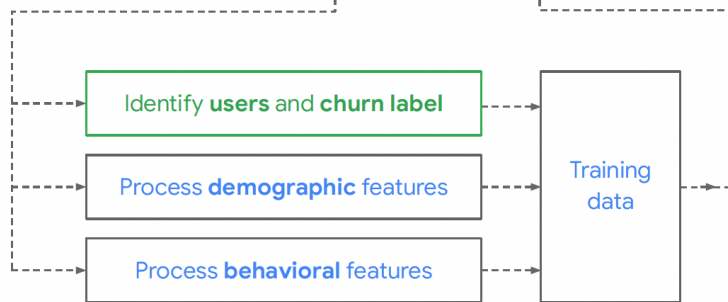 Identify users and churn label
Process demographic features
Training
data
Process behavioral features